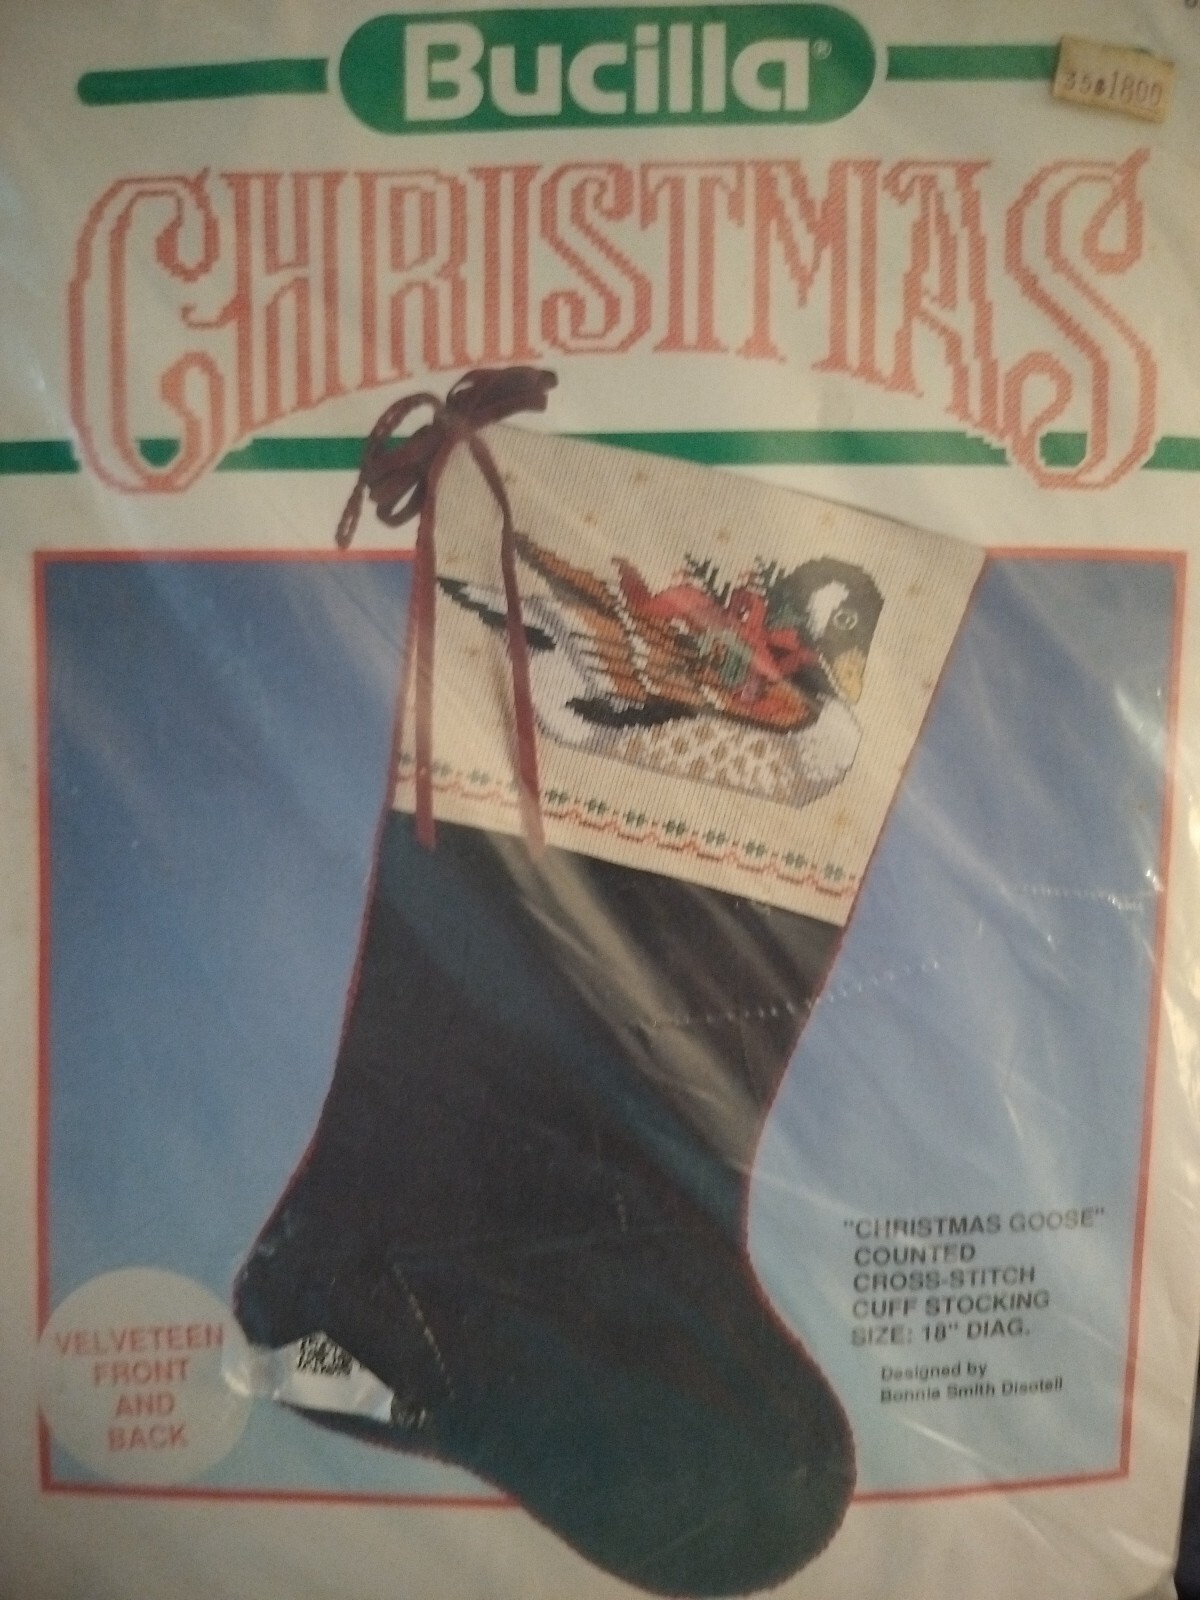 Bucilla®
CHRISTMAS
"CHRISTMAS GOOSE"
COUNTED
CROSS-STITCH
CUFF STOCKING
SIZE: 18" DIAG.
Designed by
Bonnie Smith Disotell
VELVETEEN
FRONT
AND
BACK